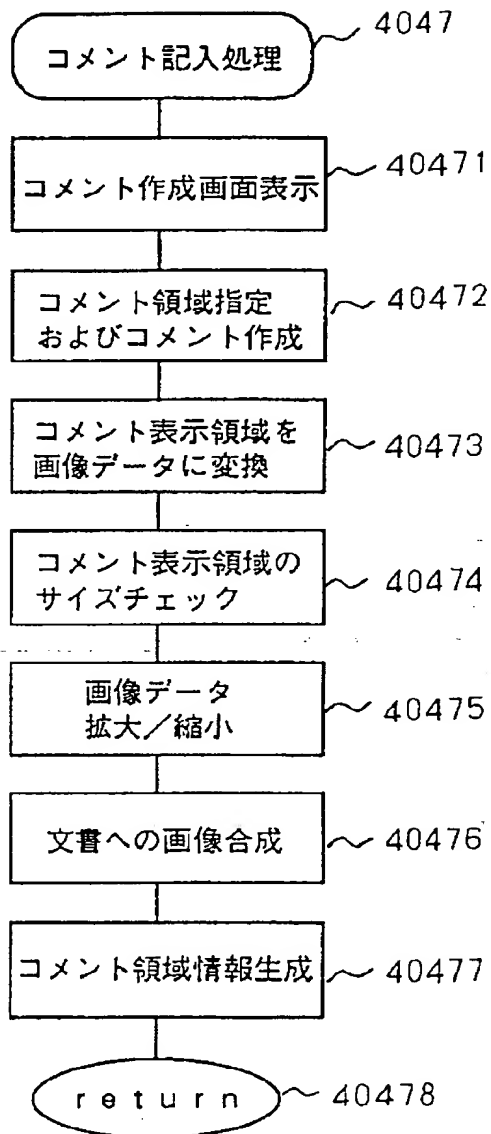 コメント記入処理
4047
コメント作成画面表示
40471
コメント領域指定
およびコメント作成
40472
コメント表示領域を
画像データに変換
40473
コメント表示領域の
サイズチェック
40474
画像データ
拡大／縮小
40475
文書への画像合成
40476
コメント領域情報生成
40477
return
40478